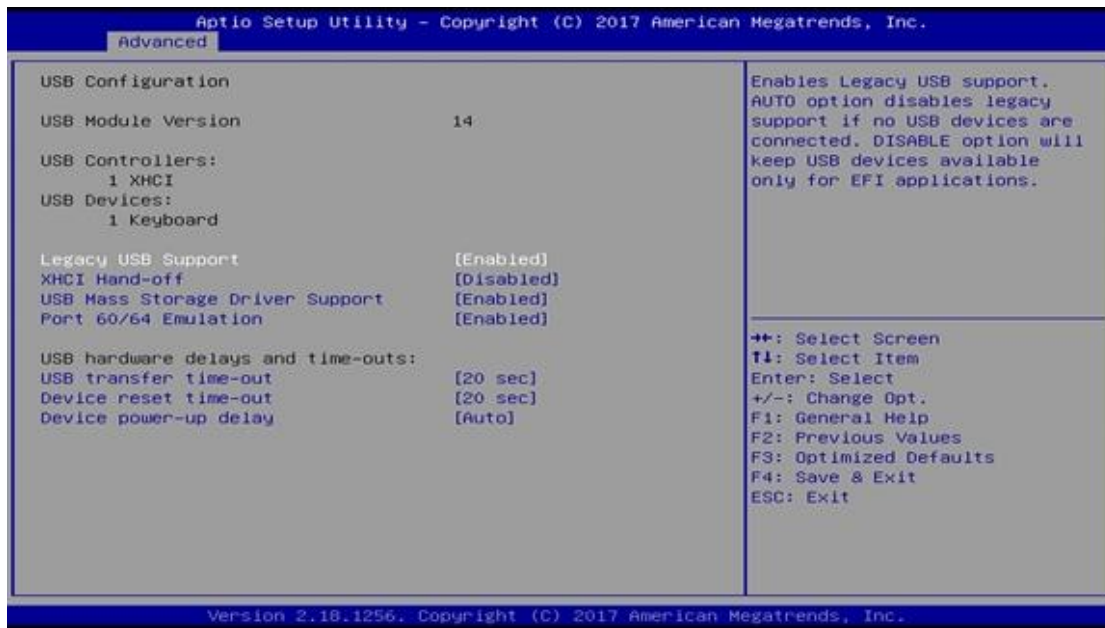 Aptio Setup Utility – Copyright (C) 2017 American Megatrends, Inc.
Advanced
USB Configuration
USB Module Version 14
USB Controllers:
1 XHCI
USB Devices:
1 Keyboard
Legacy USB Support [Enabled]
XHCI Hand-off [Disabled]
USB Mass Storage Driver Support [Enabled]
Port 60/64 Emulation [Enabled]
USB hardware delays and time-outs:
USB transfer time-out [20 sec]
Device reset time-out [20 sec]
Device power-up delay [Auto]
Enables Legacy USB support.
AUTO option disables legacy
support if no USB devices are
connected. DISABLE option will
keep USB devices available
only for EFI applications.
→←: Select Screen
↑↓: Select Item
Enter: Select
+/-: Change Opt.
F1: General Help
F2: Previous Values
F3: Optimized Defaults
F4: Save & Exit
ESC: Exit
Version 2.18.1256. Copyright (C) 2017 American Megatrends, Inc.